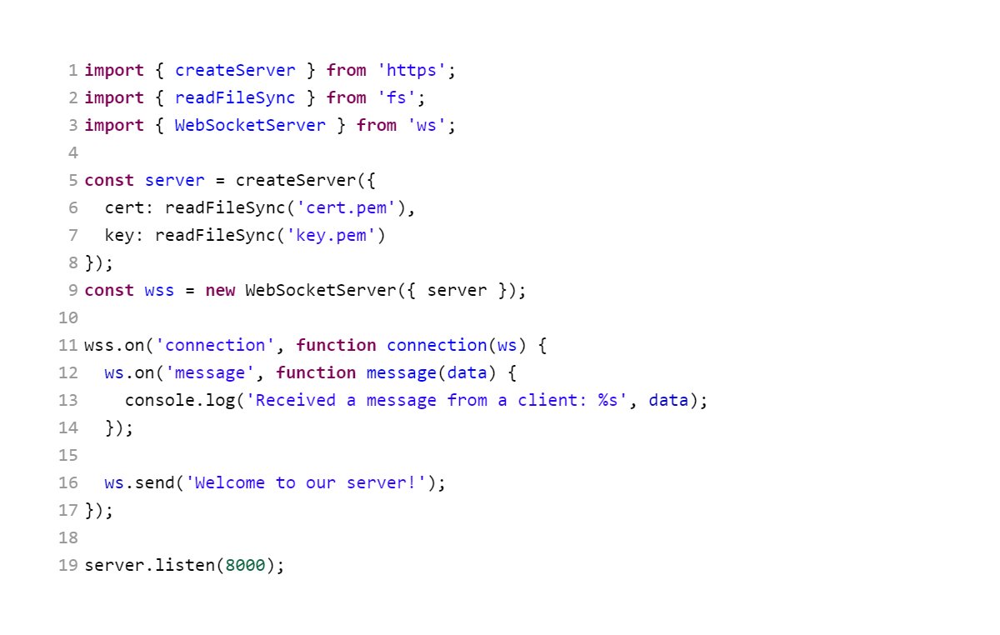 1 import { createServer } from 'https';
2 import { readFileSync } from 'fs';
3 import { WebSocketServer } from 'ws';
4
5 const server = createServer({
6   cert: readFileSync('cert.pem'),
7   key: readFileSync('key.pem')
8 });
9 const wss = new WebSocketServer({ server });
10
11 wss.on('connection', function connection(ws) {
12   ws.on('message', function message(data) {
13     console.log('Received a message from a client: %s', data);
14   });
15
16   ws.send('Welcome to our server!');
17 });
18
19 server.listen(8000);